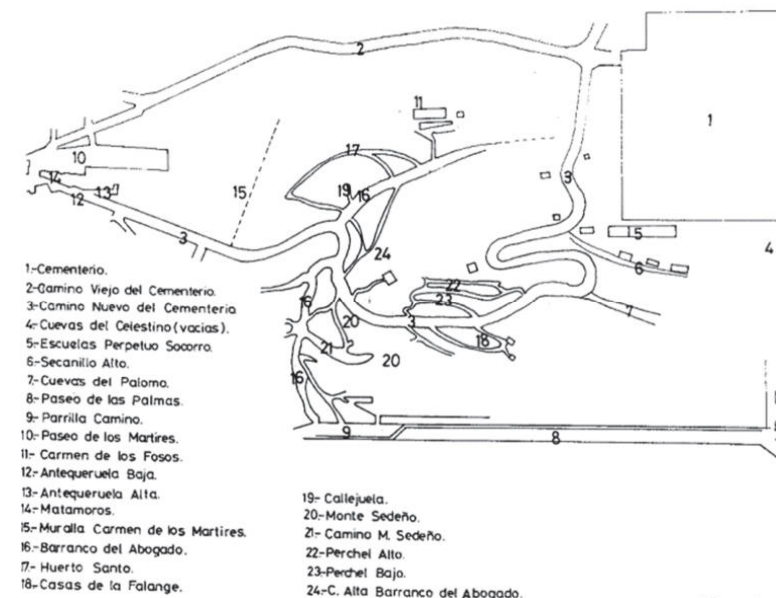 2
11
1
10
17
14
13
19
16
15
12
3
3
5
4
24
6
1:-Cementerio.
2:-Camino Viejo del Cementerio.
3:-Camino Nuevo del Cementerio
4:-Cuevas del Celestino (vacias).
5:-Escuelas Perpetuo Socorro.
6:-Secanillo Alto.
7:-Cuevas del Palomo.
8:-Paseo de las Palmas.
9:-Parrilla Camino.
10:-Paseo de los Martires.
11:- Carmen de los Fosos.
12:-Antequeruela Baja.
13:-Antequeruela Alta.
14:-Matamoros.
15:-Muralla Carmen de los Martires.
16:-Barranco del Abogado.
17:- Huerto Santo.
18:-Casas de la Falange.
22
16
23
7
20
3
18
21
20
16
9
8
19:- Callejuela.
20:-Monte Sedeño.
21:- Camino M. Sedeño.
22:-Perchel Alto.
23:-Perchel Bajo.
24:-C. Alta Barranco del Abogado.